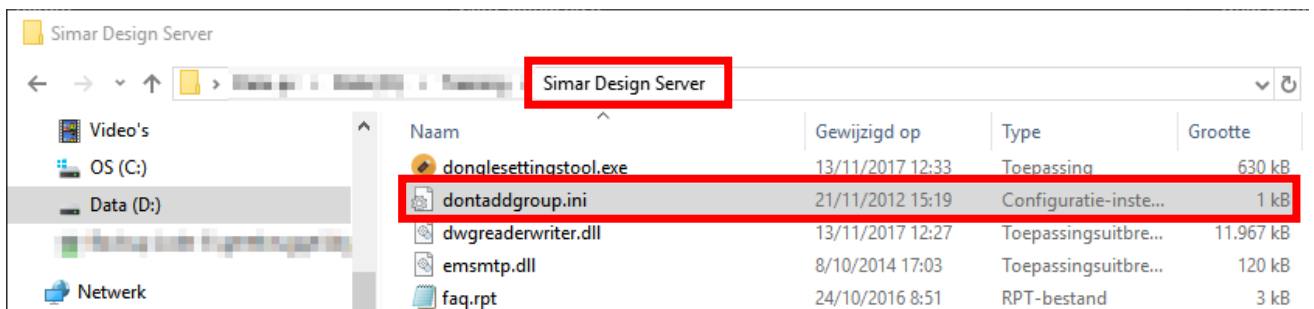 Simar Design Server
Simar Design Server
Video's
OS (C:)
Data (D:)
Netwerk
Naam Gewijzigd op Type Grootte
donglesettingstool.exe 13/11/2017 12:33 Toepassing 630 kB
dontaddgroup.ini 21/11/2012 15:19 Configuratie-inste... 1 kB
dwgreaderwriter.dll 13/11/2017 12:27 Toepassingsuitbre... 11.967 kB
emsmtp.dll 8/10/2014 17:03 Toepassingsuitbre... 120 kB
faq.rpt 24/10/2016 8:51 RPT-bestand 3 kB